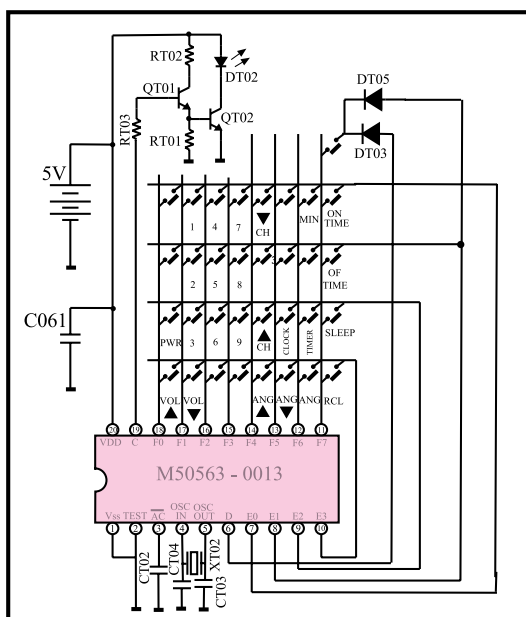 RT02
DT02
QT01
QT02
RT03
RT01
DT05
DT03
5V
C061
1 4 7 CH MIN ON TIME
2 5 8 3 OF TIME
PWR 3 6 9 CH CLOCK TIMER SLEEP
VOL VOL ANG ANG ANG RCL
20 19 18 17 16 15 14 13 12 11
VDD C F0 F1 F2 F3 F4 F5 F6 F7
M50563 - 0013
OSC OSC
Vss TEST AC IN OUT D E0 E1 E2 E3
1 2 3 4 5 6 7 8 9 10
CT02
CT04
XT02
CT03